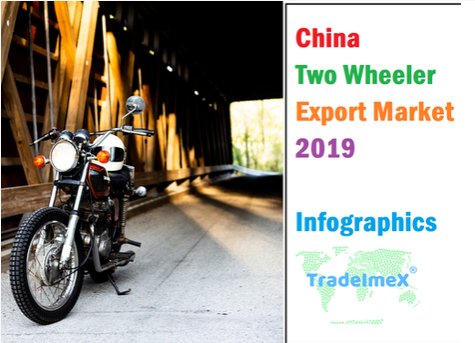 China
Two Wheeler
Export Market
2019
Infographics
TradeImeX®